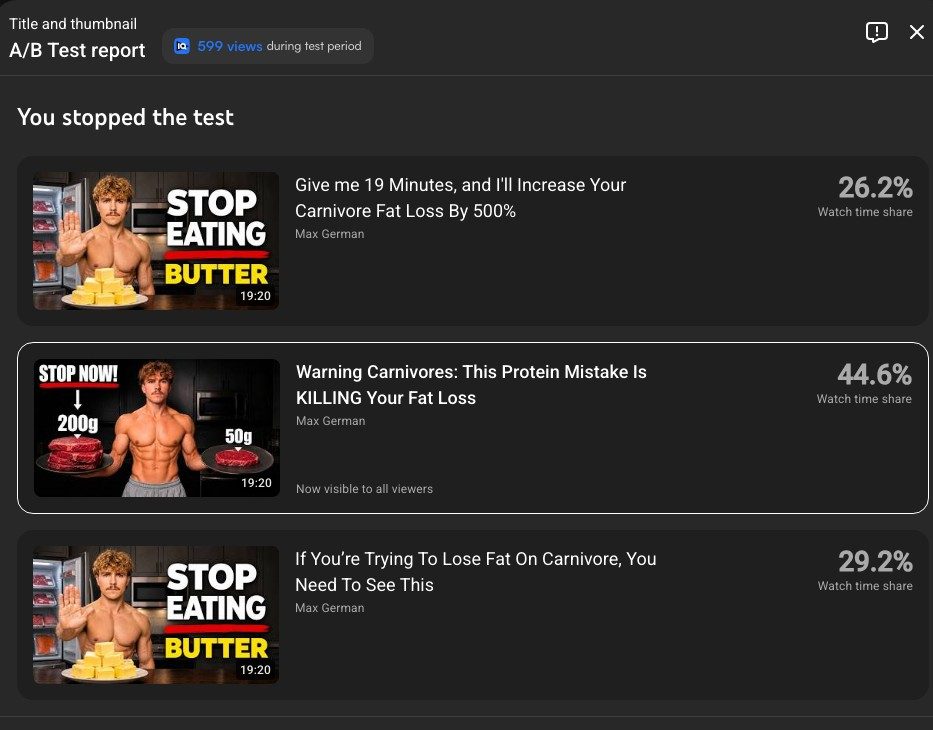 Title and thumbnail
A/B Test report
IQ 599 views during test period
You stopped the test
STOP
EATING
BUTTER
19:20
Give me 19 Minutes, and I'll Increase Your
Carnivore Fat Loss By 500%
Max German
26.2%
Watch time share
STOP NOW!
200g
50g
19:20
Warning Carnivores: This Protein Mistake Is
KILLING Your Fat Loss
Max German
Now visible to all viewers
44.6%
Watch time share
STOP
EATING
BUTTER
19:20
If You’re Trying To Lose Fat On Carnivore, You
Need To See This
Max German
29.2%
Watch time share